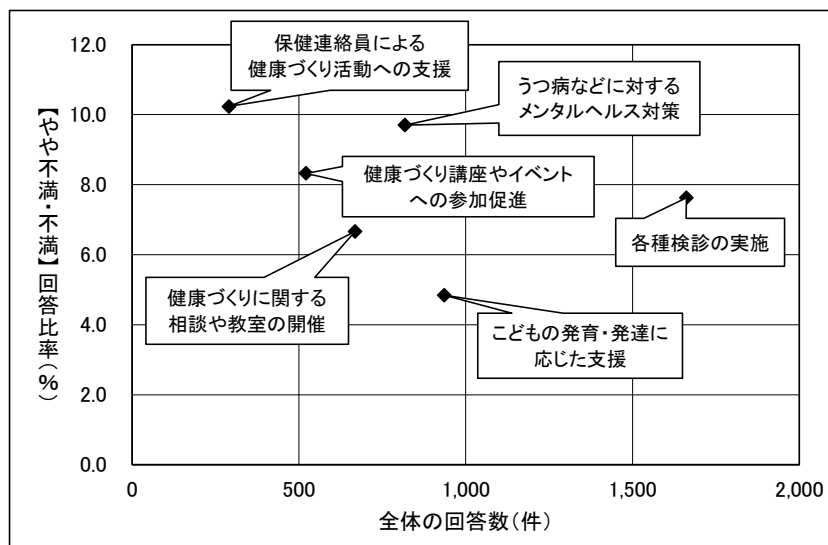 12.0
10.0
8.0
6.0
4.0
2.0
0.0
【やや不満・不満】回答比率(%)
保健連絡員による
健康づくり活動への支援
うつ病などに対する
メンタルヘルス対策
健康づくり講座やイベント
への参加促進
各種検診の実施
健康づくりに関する
相談や教室の開催
こどもの発育・発達に
応じた支援
0
500
1,000
1,500
2,000
全体の回答数(件)